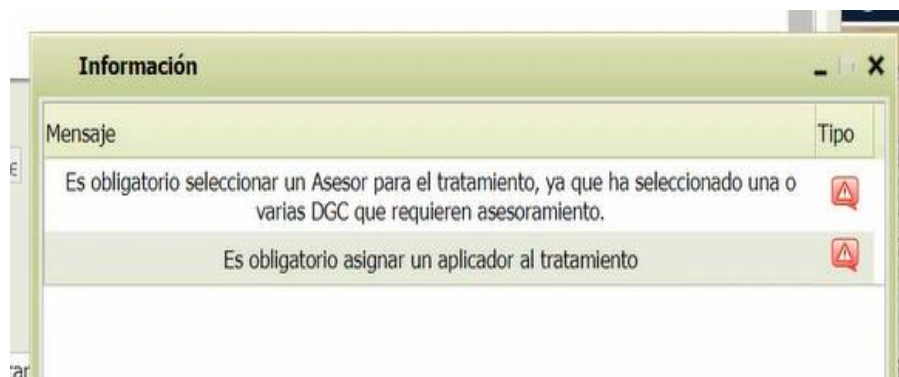 Información
Mensaje
Tipo
Es obligatorio seleccionar un Asesor para el tratamiento, ya que ha seleccionado una o
varias DGC que requieren asesoramiento.
Es obligatorio asignar un aplicador al tratamiento